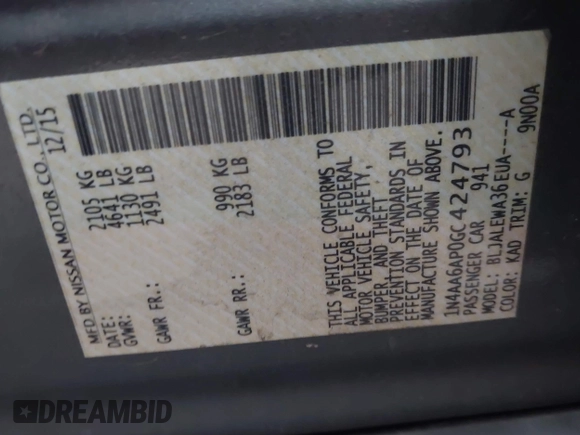 MFD. BY NISSAN MOTOR CO., LTD.
DATE: 12/15
GVWR: 2105 KG
4641 LB
GAWR FR.: 1130 KG
2491 LB
GAWR RR.: 990 KG
2183 LB
THIS VEHICLE CONFORMS TO
ALL APPLICABLE FEDERAL
MOTOR VEHICLE SAFETY,
BUMPER, AND THEFT
PREVENTION STANDARDS IN
EFFECT ON THE DATE OF
MANUFACTURE SHOWN ABOVE.
1N4AA6AP0GC424793
PASSENGER CAR 941
MODEL: BLJALEWA36EUA----A
COLOR: KAD TRIM: G 9N00A
DREAMBID